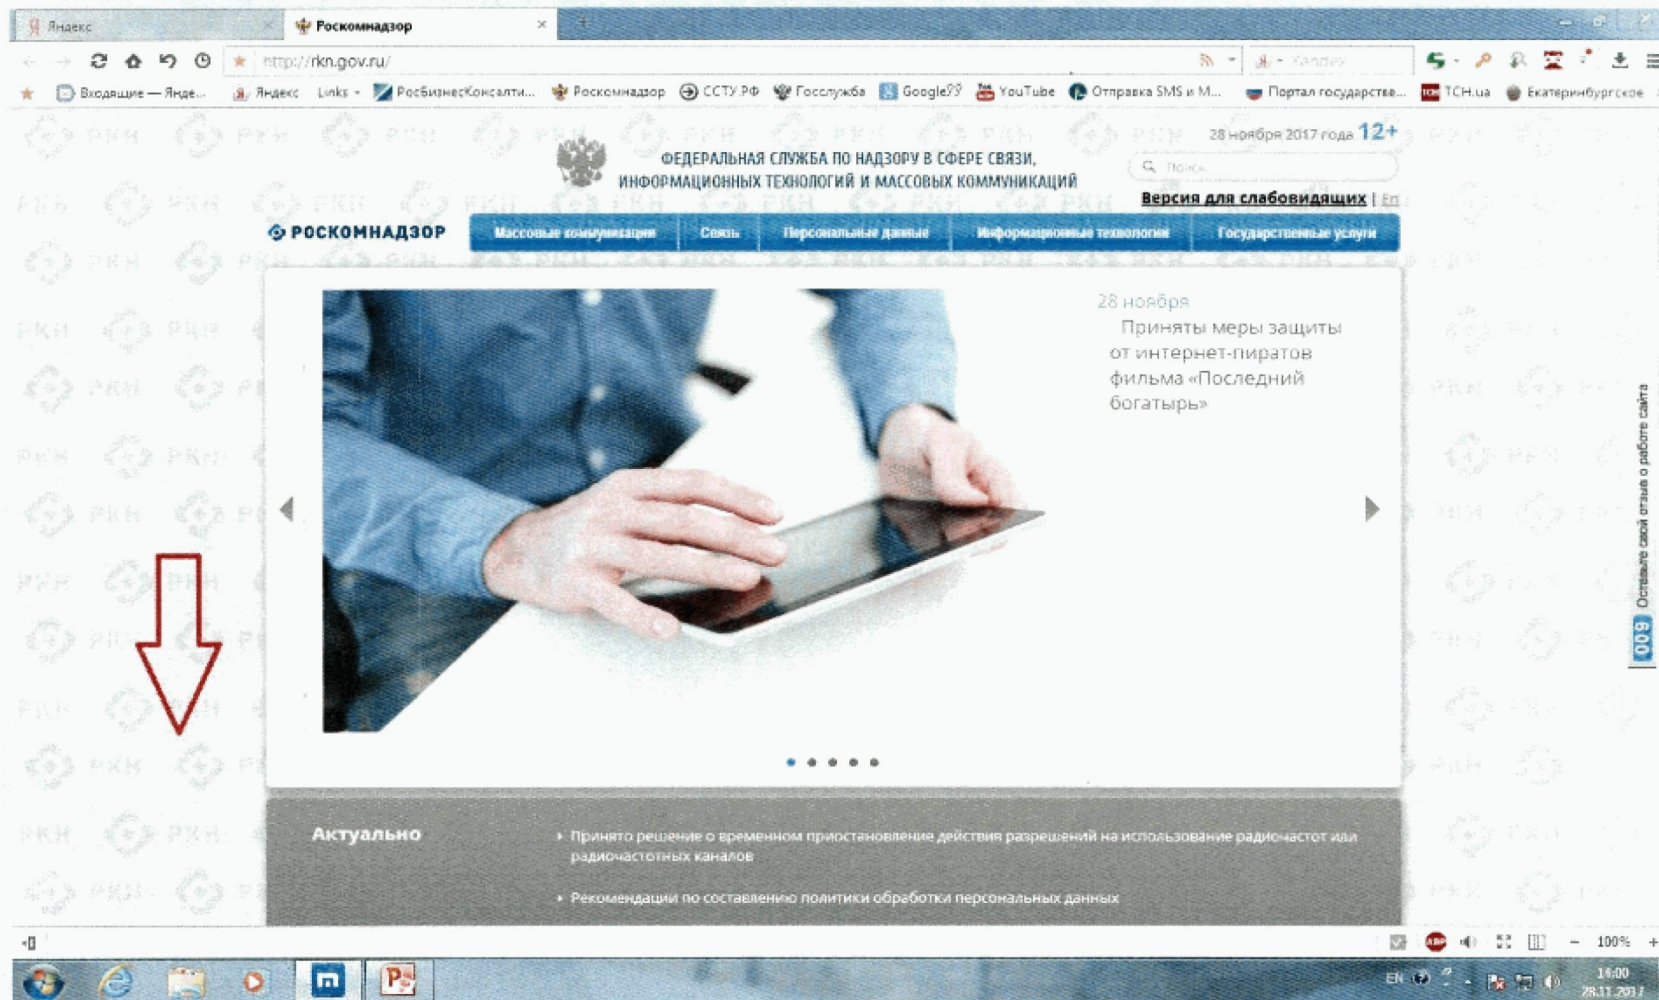 Яндекс
Роскомнадзор
http://rkn.gov.ru/
Yandex
Входящие — Янде...
Яндекс
Links
РосБизнесКонсалти...
Роскомнадзор
ССТУ.РФ
Госслужба
Google
YouTube
Отправка SMS и М...
Портал государстве...
ТСН.ua
Екатеринбургское
28 ноября 2017 года 12+
ФЕДЕРАЛЬНАЯ СЛУЖБА ПО НАДЗОРУ В СФЕРЕ СВЯЗИ,
ИНФОРМАЦИОННЫХ ТЕХНОЛОГИЙ И МАССОВЫХ КОММУНИКАЦИЙ
Поиск
Версия для слабовидящих | En
РОСКОМНАДЗОР
Массовые коммуникации
Связь
Персональные данные
Информационные технологии
Государственные услуги
28 ноября
Приняты меры защиты
от интернет-пиратов
фильма «Последний
богатырь»
Оставьте свой отзыв о работе сайта
Актуально
Принято решение о временном приостановление действия разрешений на использование радиочастот или
радиочастотных каналов
Рекомендации по составлению политики обработки персональных данных
ABP
100%
EN
14:00
28.11.2017